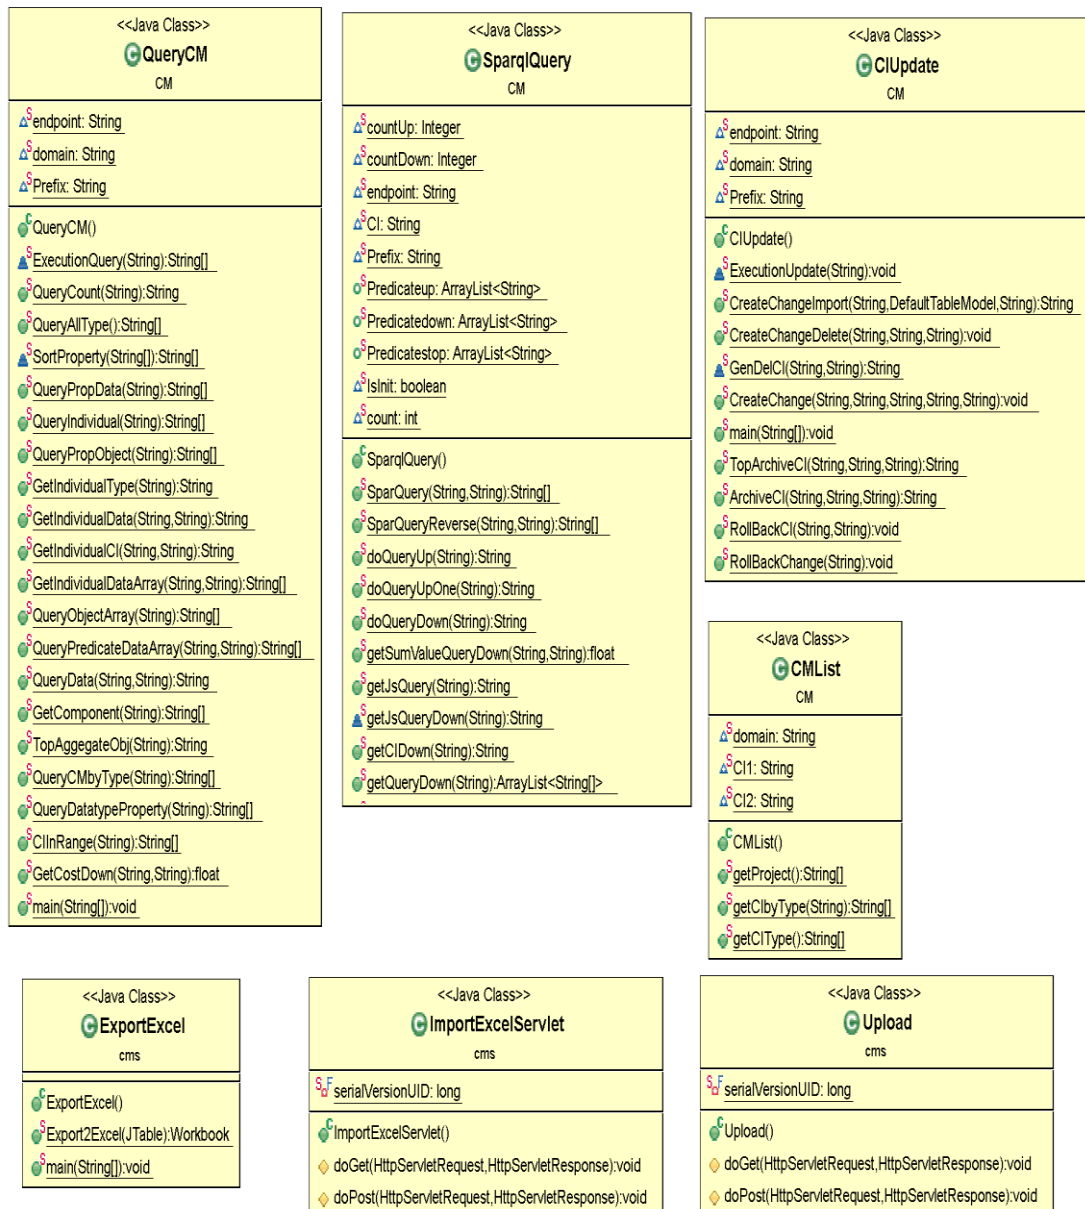 <<Java Class>>
QueryCM
CM
endpoint: String
domain: String
Prefix: String
QueryCM()
ExecutionQuery(String):String[]
QueryCount(String):String
QueryAllType():String[]
SortProperty(String[]):String[]
QueryPropData(String):String[]
QueryIndividual(String):String[]
QueryPropObject(String):String[]
GetIndividualType(String):String
GetIndividualData(String,String):String
GetIndividualCI(String,String):String
GetIndividualDataArray(String,String):String[]
QueryObjectArray(String):String[]
QueryPredicateDataArray(String,String):String[]
QueryData(String,String):String
GetComponent(String):String[]
TopAggregateObj(String):String
QueryCMbyType(String):String[]
QueryDatatypeProperty(String):String[]
CIInRange(String):String[]
GetCostDown(String,String):float
main(String[]):void
<<Java Class>>
SparqlQuery
CM
countUp: Integer
countDown: Integer
endpoint: String
CI: String
Prefix: String
Predicateup: ArrayList<String>
Predicatedown: ArrayList<String>
Predicatestop: ArrayList<String>
IsInit: boolean
count: int
SparqlQuery()
SparQuery(String,String):String[]
SparQueryReverse(String,String):String[]
doQueryUp(String):String
doQueryUpOne(String):String
doQueryDown(String):String
getSumValueQueryDown(String,String):float
getJsQuery(String):String
getJsQueryDown(String):String
getCIDown(String):String
getQueryDown(String):ArrayList<String[]>
<<Java Class>>
CIUpdate
CM
endpoint: String
domain: String
Prefix: String
CIUpdate()
ExecutionUpdate(String):void
CreateChangeImport(String,DefaultTableModel,String):String
CreateChangeDelete(String,String,String):void
GenDelCI(String,String):String
CreateChange(String,String,String,String,String):void
main(String[]):void
TopArchiveCI(String,String,String):String
ArchiveCI(String,String,String):String
RollBackCI(String,String):void
RollBackChange(String):void
<<Java Class>>
CMList
CM
domain: String
CI1: String
CI2: String
CMList()
getProject():String[]
getCIbyType(String):String[]
getCIType():String[]
<<Java Class>>
ExportExcel
cms
ExportExcel()
Export2Excel(JTable):Workbook
main(String[]):void
<<Java Class>>
ImportExcelServlet
cms
serialVersionUID: long
ImportExcelServlet()
doGet(HttpServletRequest,HttpServletResponse):void
doPost(HttpServletRequest,HttpServletResponse):void
<<Java Class>>
Upload
cms
serialVersionUID: long
Upload()
doGet(HttpServletRequest,HttpServletResponse):void
doPost(HttpServletRequest,HttpServletResponse):void